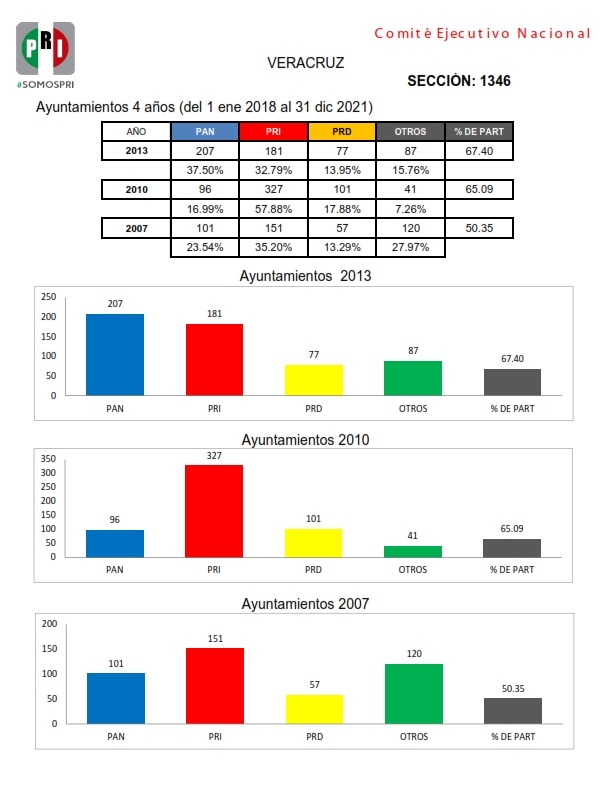 Comité Ejecutivo Nacional
PRI
#SOMOSPRI
VERACRUZ
SECCIÓN: 1346
Ayuntamientos 4 años (del 1 ene 2018 al 31 dic 2021)
AÑO PAN PRI PRD OTROS % DE PART
2013 207 181 77 87 67.40
37.50% 32.79% 13.95% 15.76%
2010 96 327 101 41 65.09
16.99% 57.88% 17.88% 7.26%
2007 101 151 57 120 50.35
23.54% 35.20% 13.29% 27.97%
Ayuntamientos 2013
250
200
150
100
50
0
207
181
77
87
67.40
PAN PRI PRD OTROS % DE PART
Ayuntamientos 2010
350
300
250
200
150
100
50
0
96
327
101
41
65.09
PAN PRI PRD OTROS % DE PART
Ayuntamientos 2007
200
150
100
50
0
101
151
57
120
50.35
PAN PRI PRD OTROS % DE PART